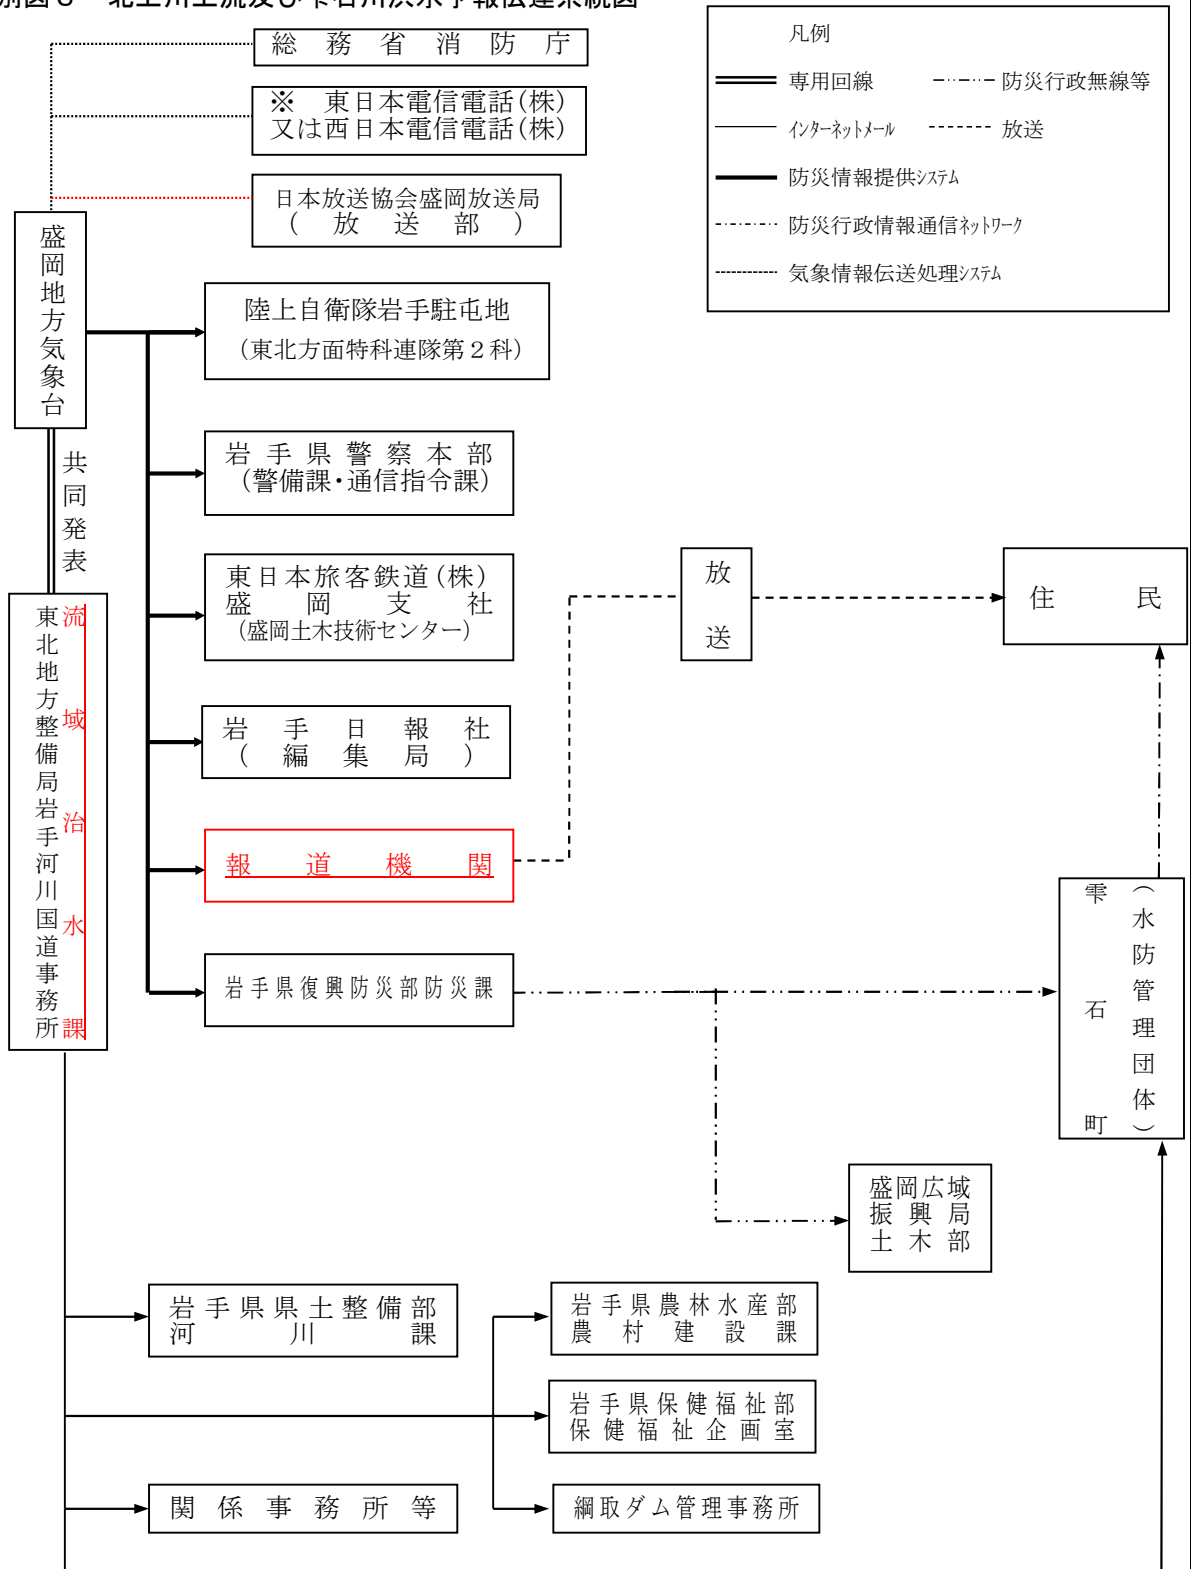 別図3 北上川上流及び雫石川洪水予報伝達系統図
総務省消防庁
※ 東日本電信電話(株)
又は西日本電信電話(株)
日本放送協会盛岡放送局
(放送部)
凡例
専用回線
防災行政無線等
インターネットメール
放送
防災情報提供システム
防災行政情報通信ネットワーク
気象情報伝送処理システム
盛岡地方気象台
陸上自衛隊岩手駐屯地
(東北方面特科連隊第2科)
岩手県警察本部
(警備課・通信指令課)
共同発表
東日本旅客鉄道(株)
盛岡支社
(盛岡土木技術センター)
放送
住民
東北地方整備局岩手河川国道事務所
流域治水課
岩手日報社
(編集局)
報道機関
岩手県復興防災部防災課
雫石町
(水防管理団体)
盛岡広域
振興局
土木部
岩手県県土整備部
河川課
岩手県農林水産部
農村建設課
岩手県保健福祉部
保健福祉企画室
関係事務所等
綱取ダム管理事務所